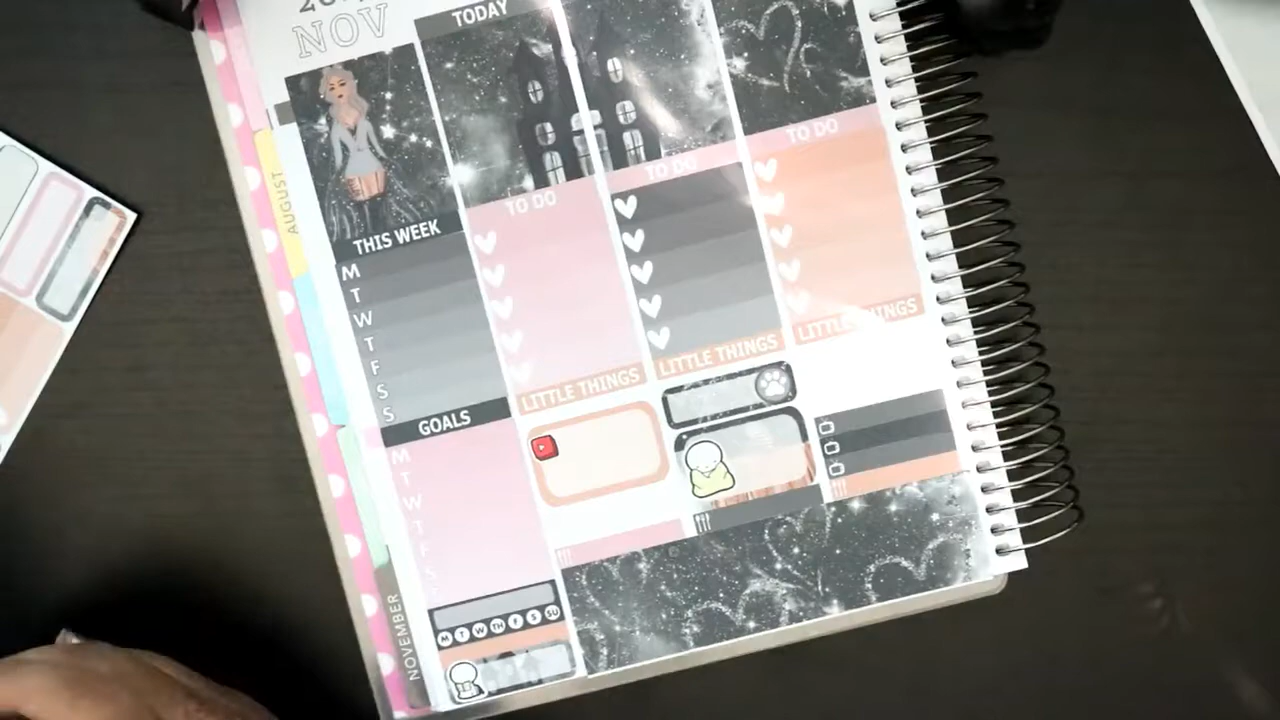 NOV
TODAY
THIS WEEK
M
T
W
T
F
S
S
GOALS
M
T
W
T
F
TO DO
LITTLE THINGS
TO DO
LITTLE THINGS
TO DO
LITTLE THINGS
M T W TH F S SU
AUGUST
NOVEMBER